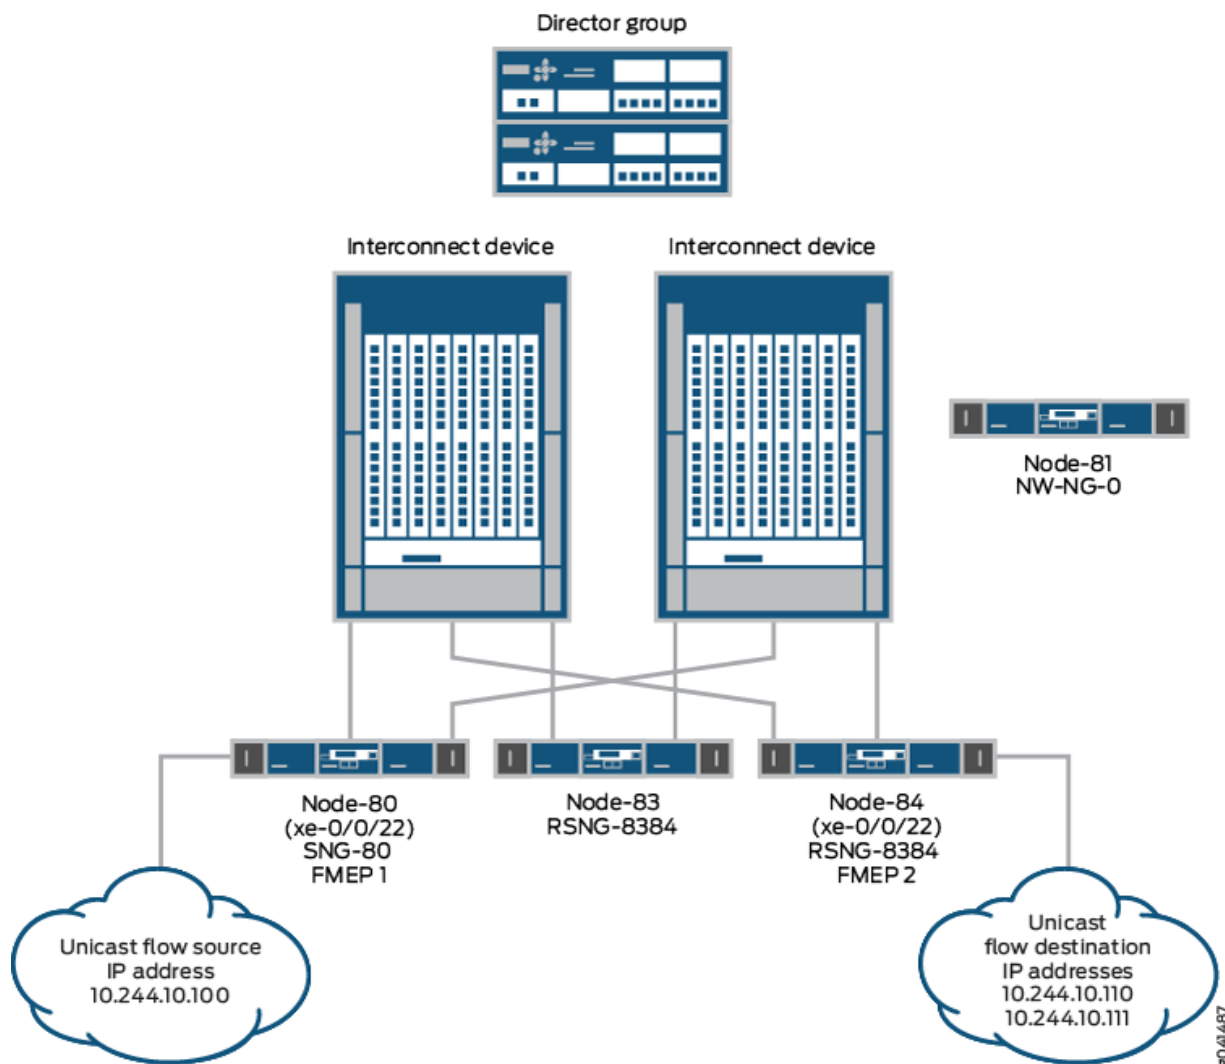 Director group
Interconnect device
Interconnect device
Node-81
NW-NG-0
Node-80
(xe-0/0/22)
SNG-80
FMEP 1
Node-83
RSNG-8384
Node-84
(xe-0/0/22)
RSNG-8384
FMEP 2
Unicast flow source
IP address
10.244.10.100
Unicast
flow destination
IP addresses
10.244.10.110
10.244.10.111
g041487